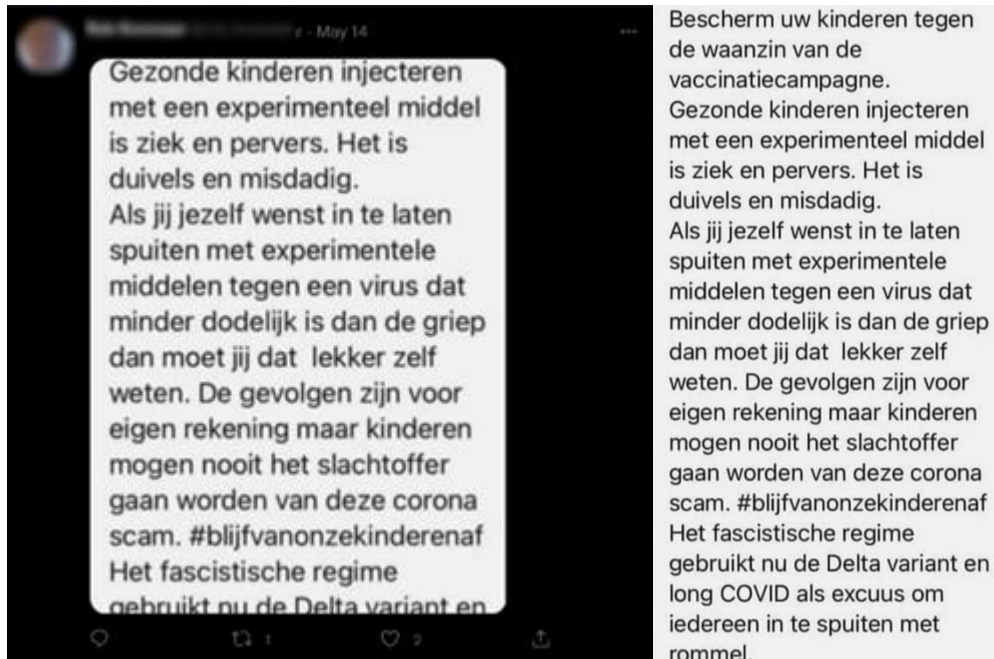 - May 14
Gezonde kinderen injecteren
met een experimenteel middel
is ziek en pervers. Het is
duivels en misdadig.
Als jij jezelf wenst in te laten
spuiten met experimentele
middelen tegen een virus dat
minder dodelijk is dan de griep
dan moet jij dat  lekker zelf
weten. De gevolgen zijn voor
eigen rekening maar kinderen
mogen nooit het slachtoffer
gaan worden van deze corona
scam. #blijfvanonzekinderenaf
Het fascistische regime
gebruikt nu de Delta variant en
1
Bescherm uw kinderen tegen
de waanzin van de
vaccinatiecampagne.
Gezonde kinderen injecteren
met een experimenteel middel
is ziek en pervers. Het is
duivels en misdadig.
Als jij jezelf wenst in te laten
spuiten met experimentele
middelen tegen een virus dat
minder dodelijk is dan de griep
dan moet jij dat  lekker zelf
weten. De gevolgen zijn voor
eigen rekening maar kinderen
mogen nooit het slachtoffer
gaan worden van deze corona
scam. #blijfvanonzekinderenaf
Het fascistische regime
gebruikt nu de Delta variant en
long COVID als excuus om
iedereen in te spuiten met
rommel.